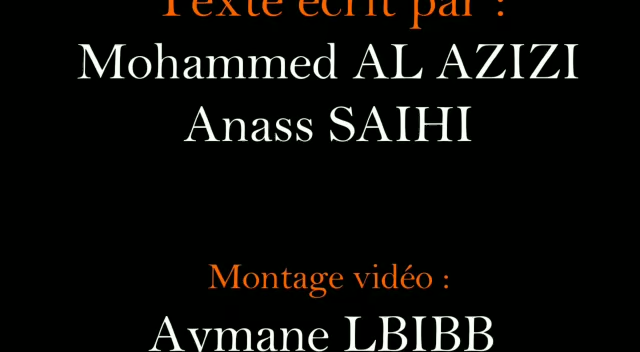 Texte écrit par :
Mohammed AL AZIZI
Anass SAIHI
Montage vidéo :
Aymane LBIBB